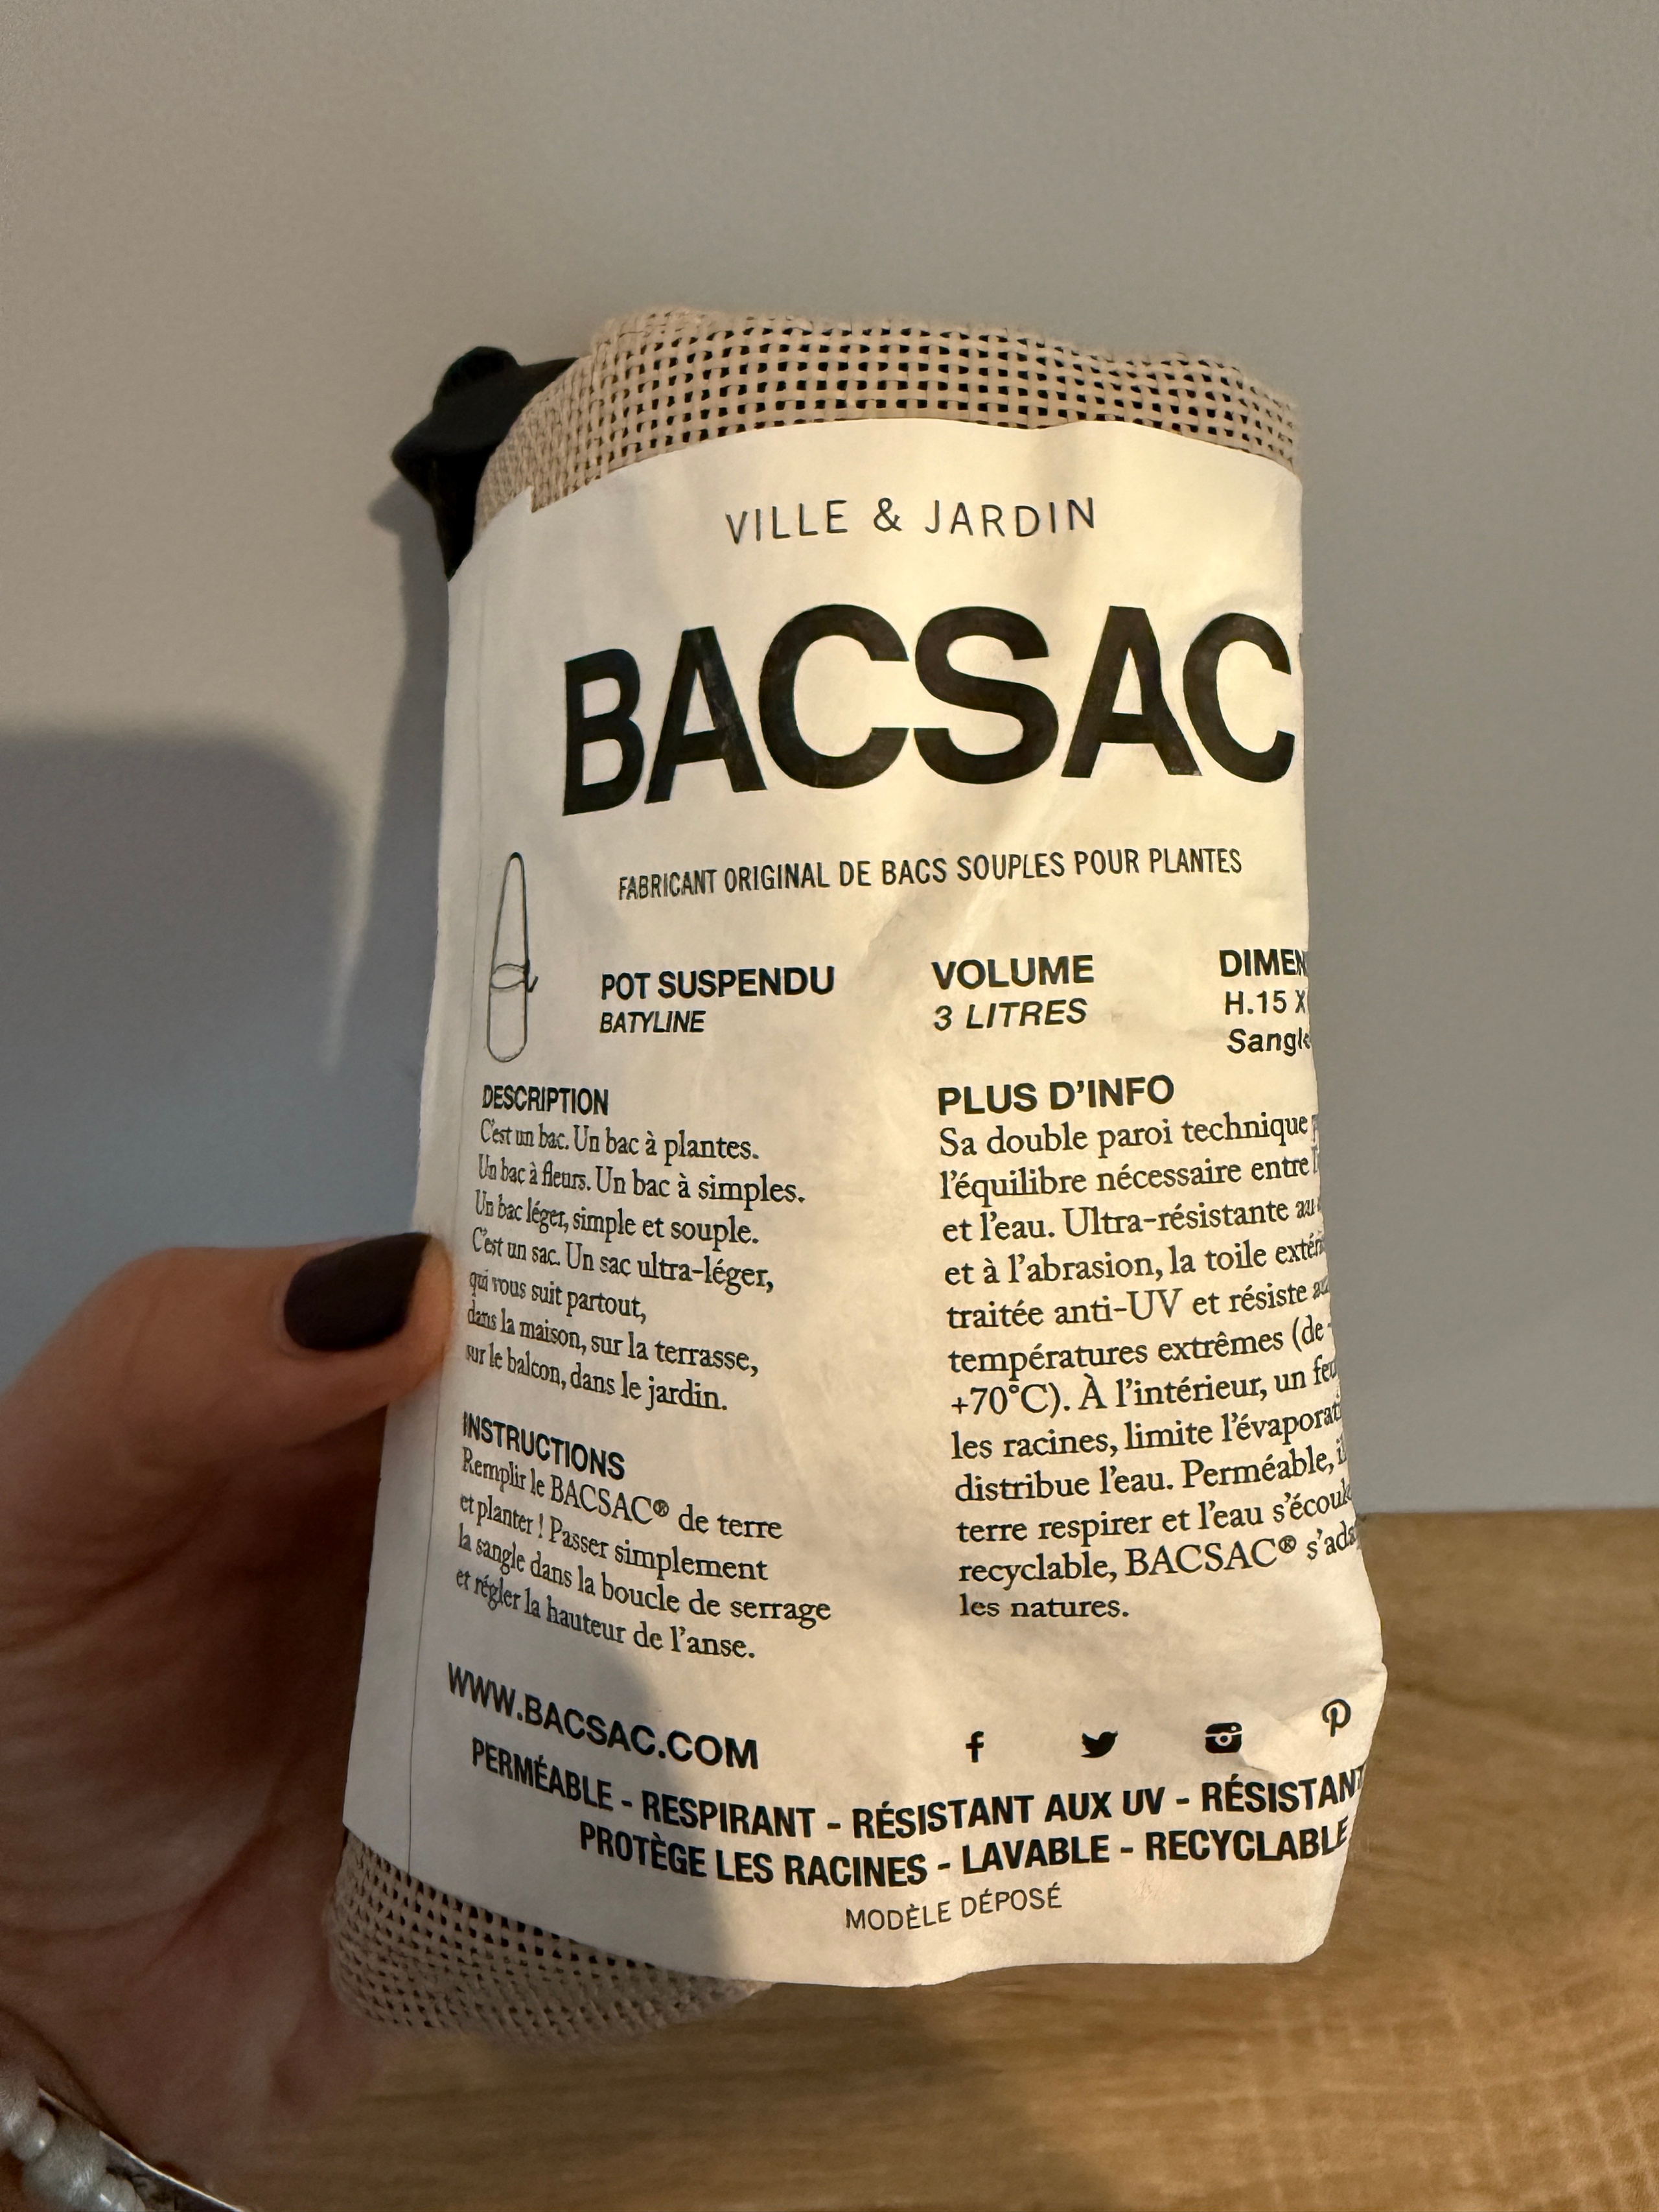 VILLE & JARDIN
BACSAC
FABRICANT ORIGINAL DE BACS SOUPLES POUR PLANTES
POT SUSPENDU
BATYLINE
VOLUME
3 LITRES
H.15 X
DESCRIPTION
C'est un bac. Un bac à plantes.
Un bac à fleurs. Un bac à simples.
Un bac léger, simple et souple.
C'est un sac. Un sac ultra-léger,
qui vous suit partout,
dans la maison, sur la terrasse,
sur le balcon, dans le jardin.
INSTRUCTIONS
Remplir le BACSAC® de terre
et planter ! Passer simplement
la sangle dans la boucle de serrage
et régler la hauteur de l'anse.
PLUS D'INFO
Sa double paroi technique
l'équilibre nécessaire entre
et l'eau. Ultra-résistante
et à l'abrasion, la toile
traitée anti-UV et résiste
températures extrêmes (de
+70°C). À l'intérieur, un
les racines, limite
distribue l'eau. Perméable,
terre respirer et l'eau
recyclable, BACSAC®
les natures.
WWW.BACSAC.COM
PERMÉABLE - RESPIRANT - RÉSISTANT AUX UV - RÉSISTANT
PROTÈGE LES RACINES - LAVABLE - RECYCLABLE
MODÈLE DÉPOSÉ